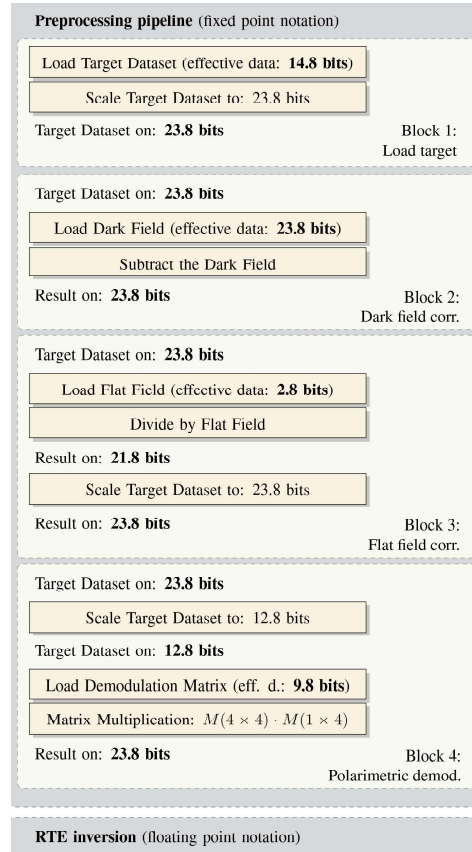 Preprocessing pipeline (fixed point notation)
Load Target Dataset (effective data: 14.8 bits)
Scale Target Dataset to: 23.8 bits
Target Dataset on: 23.8 bits
Block 1:
Load target
Target Dataset on: 23.8 bits
Load Dark Field (effective data: 23.8 bits)
Subtract the Dark Field
Result on: 23.8 bits
Block 2:
Dark field corr.
Target Dataset on: 23.8 bits
Load Flat Field (effective data: 2.8 bits)
Divide by Flat Field
Result on: 21.8 bits
Scale Target Dataset to: 23.8 bits
Result on: 23.8 bits
Block 3:
Flat field corr.
Target Dataset on: 23.8 bits
Scale Target Dataset to: 12.8 bits
Target Dataset on: 12.8 bits
Load Demodulation Matrix (eff. d.: 9.8 bits)
Matrix Multiplication: M(4 × 4) · M(1 × 4)
Result on: 23.8 bits
Block 4:
Polarimetric demod.
RTE inversion (floating point notation)